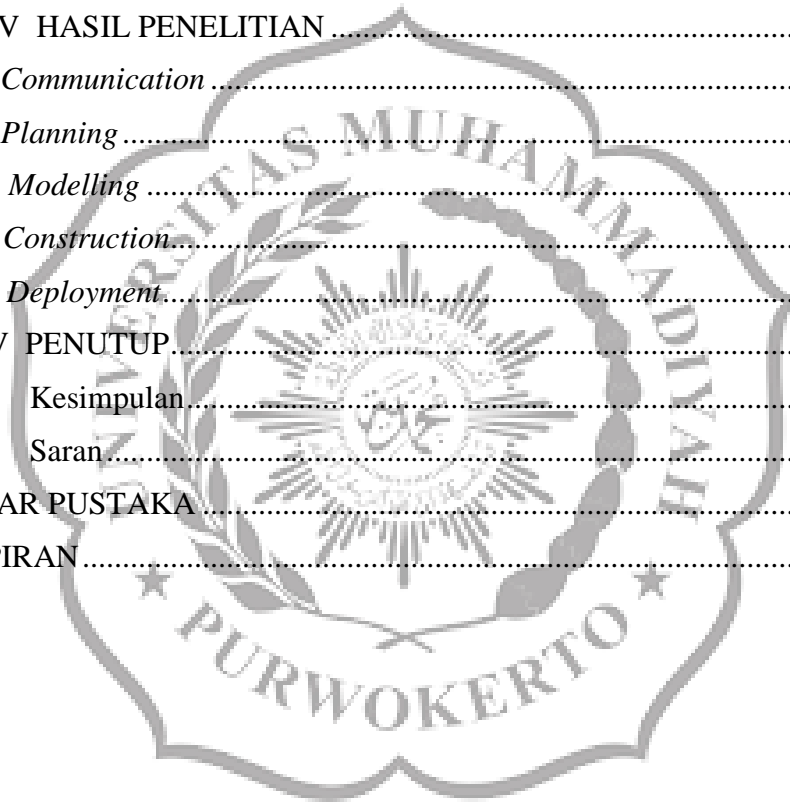 V HASIL PENELITIAN ................................................
Communication ................................................
Planning ................................................
Modelling ................................................
Construction ................................................
Deployment ................................................
V PENUTUP ................................................
Kesimpulan ................................................
Saran ................................................
AR PUSTAKA ................................................
PIRAN ................................................
UNIVERSITAS MUHAMMADIYAH
★ PURWOKERTO ★